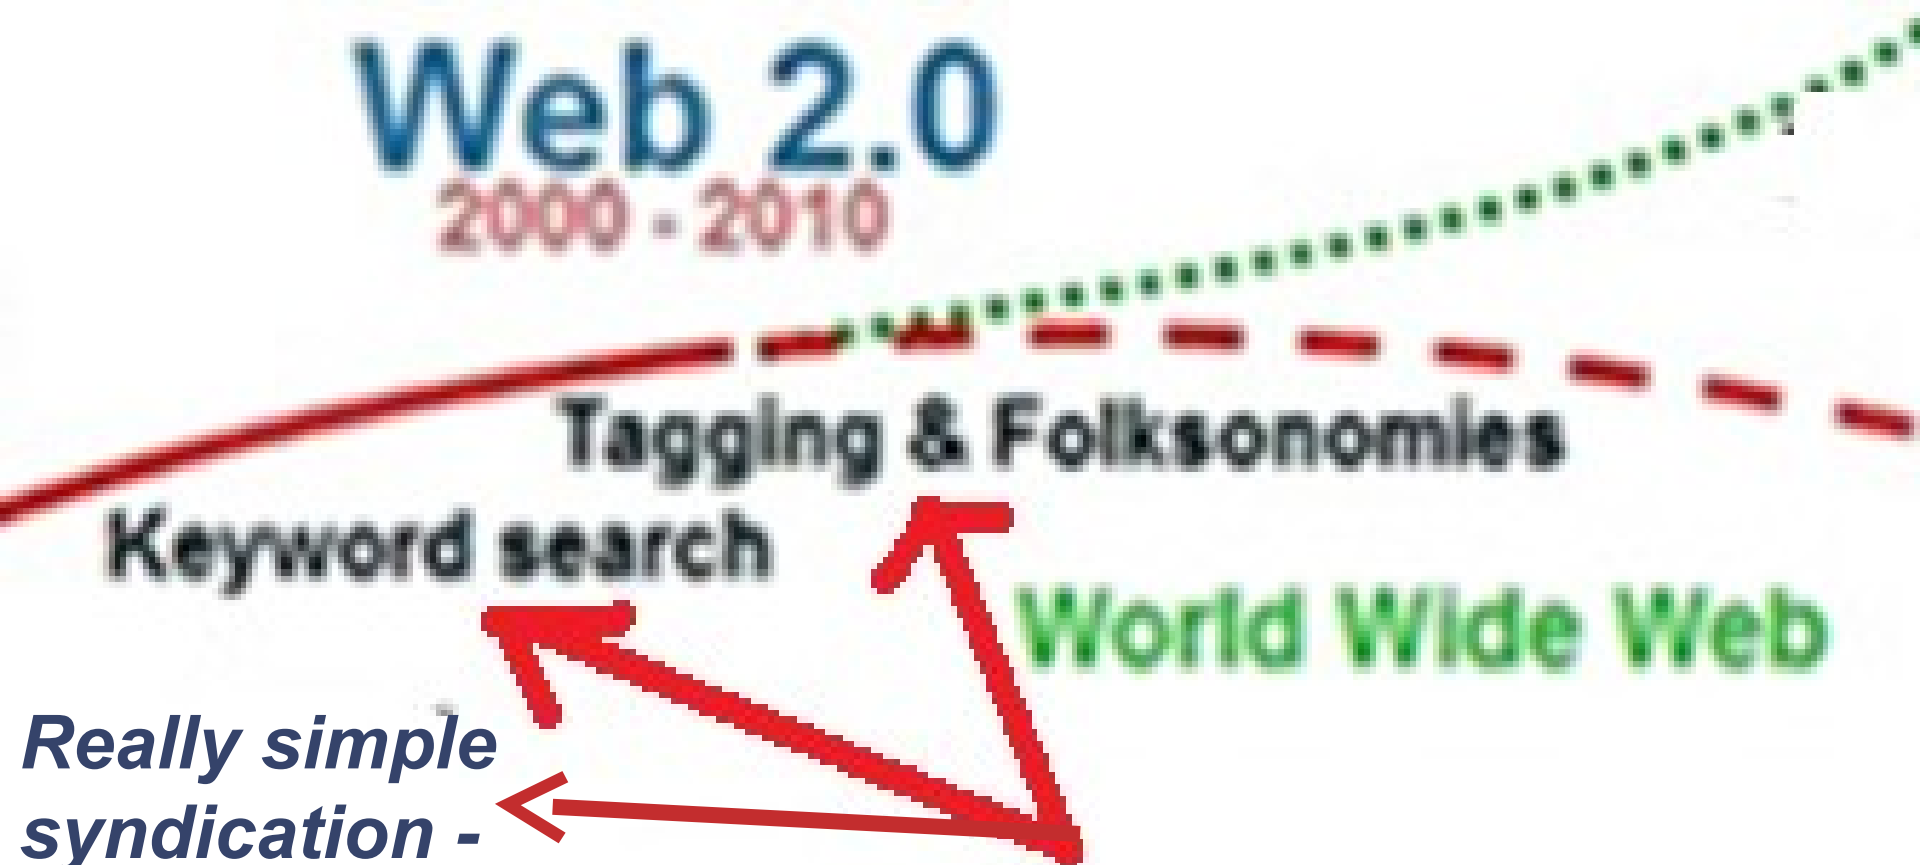 Web 2.0
2000 - 2010
Tagging & Folksonomies
Keyword search
World Wide Web
Really simple
syndication -